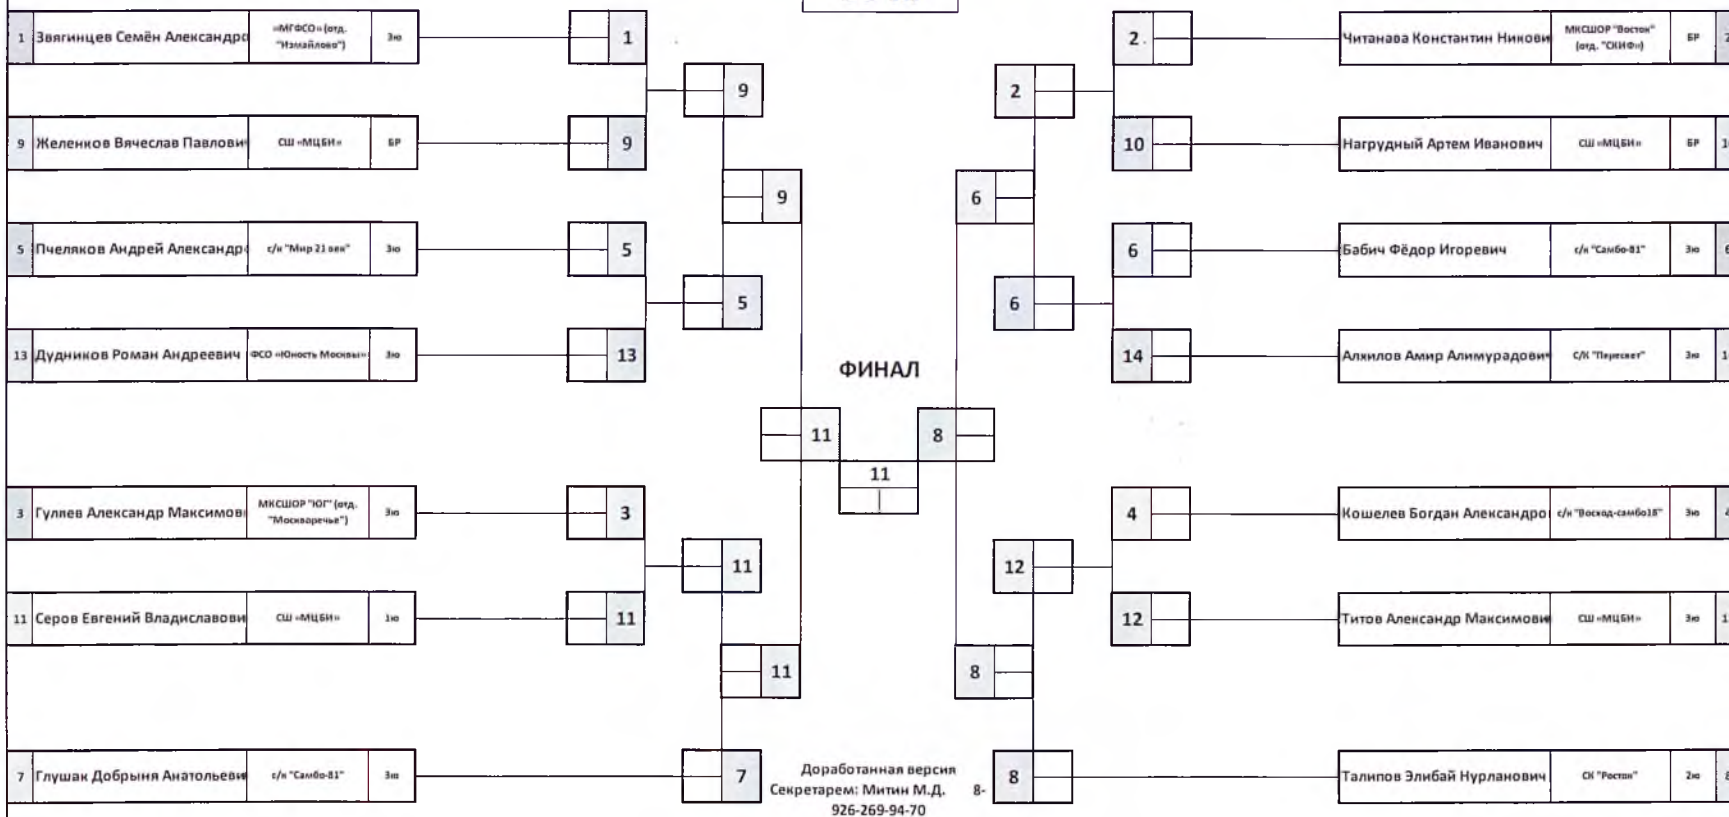 1 Звягинцев Семён Александро «МГФСО» (отд. "Измайлово") 3ю 1
2 Читанава Константин Никови МКСШОР "Восток" (отд. "СКИФ») БР 2
9
2
9 Желенков Вячеслав Павлови СШ «МЦБИ» БР 9
10 Нагрудный Артем Иванович СШ «МЦБИ» БР
9
6
5 Пчеляков Андрей Александр с/к "Мир 21 век" 3ю 5
6 Бабич Фёдор Игоревич с/к "Самбо-81" 3ю 6
5
6
13 Дудников Роман Андреевич ФСО «Юность Москвы» 3ю 13
14 Алхилов Амир Алимурадови С/К "Пересвет" 3ю
ФИНАЛ
11
8
11
3 Гуляев Александр Максимов МКСШОР "ЮГ" (отд. "Москворечье") 3ю 3
4 Кошелев Богдан Александро с/к "Восход-самбо18" 3ю 4
11
12
11 Серов Евгений Владиславови СШ «МЦБИ» 1ю 11
12 Титов Александр Максимови СШ «МЦБИ» 3ю
11
8
7 Глушак Добрыня Анатольеви с/к "Самбо-81" 3ю 7
Доработанная версия
Секретарем: Митин М.Д. 8-
926-269-94-70
8 Талипов Элибай Нурланович СК "Росток" 2ю 8